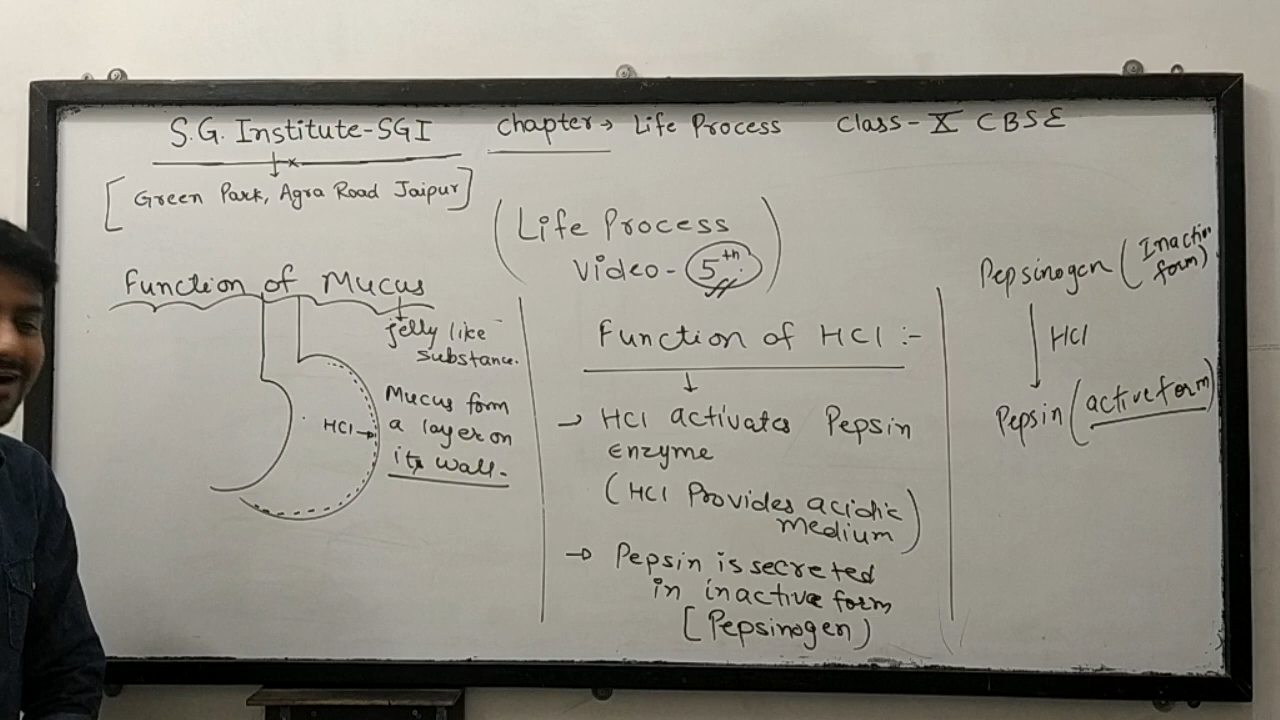 S.G. Institute-SGI
[Green Park, Agra Road Jaipur]
Chapter → Life Process
Class - X CBSE
(Life Process
Video - 5th)
Function of Mucus
jelly like
substance.
HCl →
Mucus form
a layer on
its wall.
Function of HCl :-
→ HCl activates Pepsin
enzyme
(HCl Provides acidic
medium)
→ Pepsin is secreted
in inactive form
[Pepsinogen)
Pepsinogen (Inactiv
form)
HCl
Pepsin (active form)